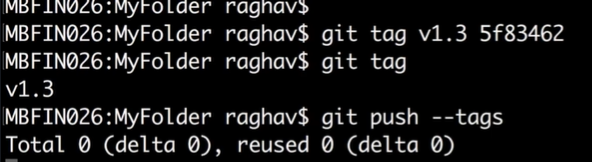 MBFIN026:MyFolder raghav$
MBFIN026:MyFolder raghav$ git tag v1.3 5f83462
MBFIN026:MyFolder raghav$ git tag
v1.3
MBFIN026:MyFolder raghav$ git push --tags
Total 0 (delta 0), reused 0 (delta 0)